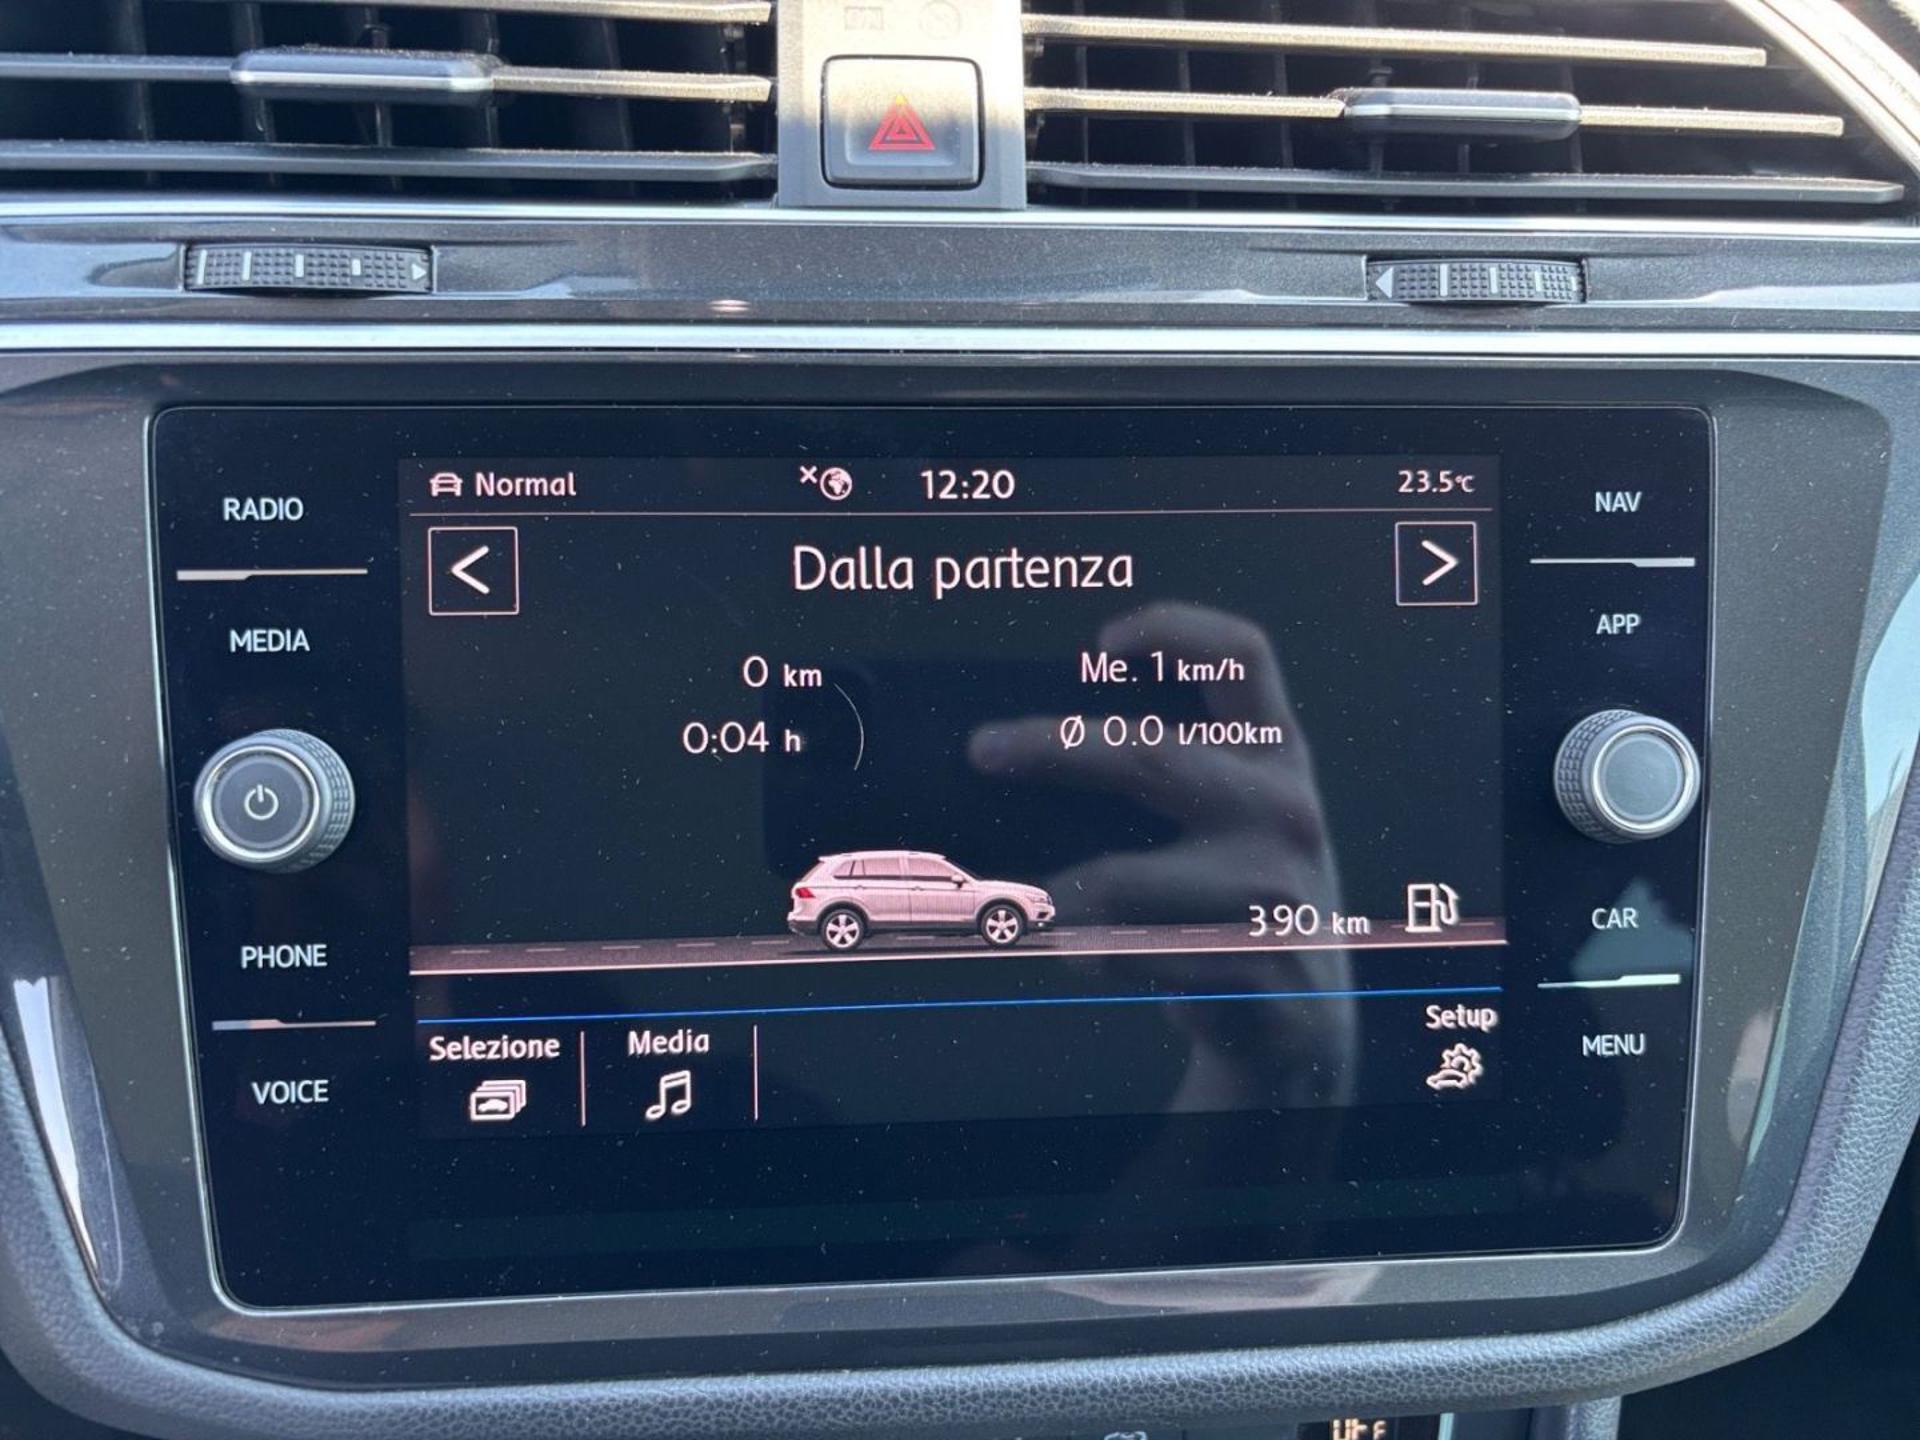 RADIO
MEDIA
PHONE
VOICE
Normal
12:20
23.5°C
Dalla partenza
0 km
Me. 1 km/h
0:04 h
Ø 0.0 l/100km
390 km
Selezione
Media
Setup
NAV
APP
CAR
MENU